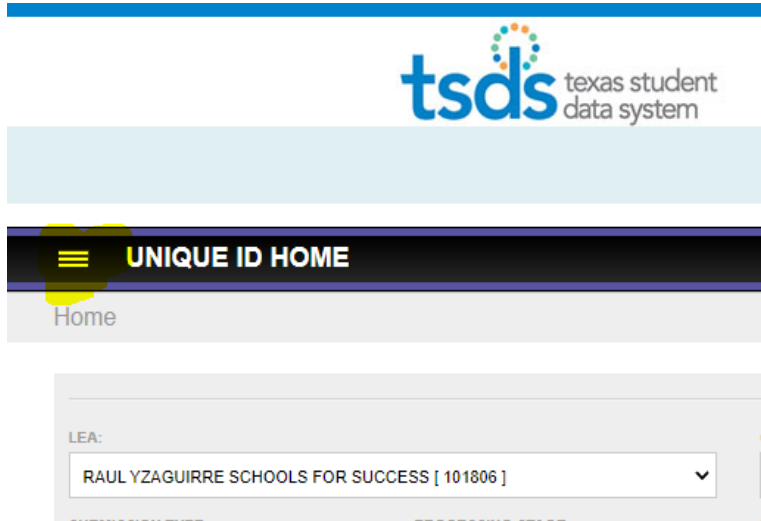 tsds texas student
data system
UNIQUE ID HOME
Home
LEA:
RAUL YZAGUIRRE SCHOOLS FOR SUCCESS [ 101806 ]